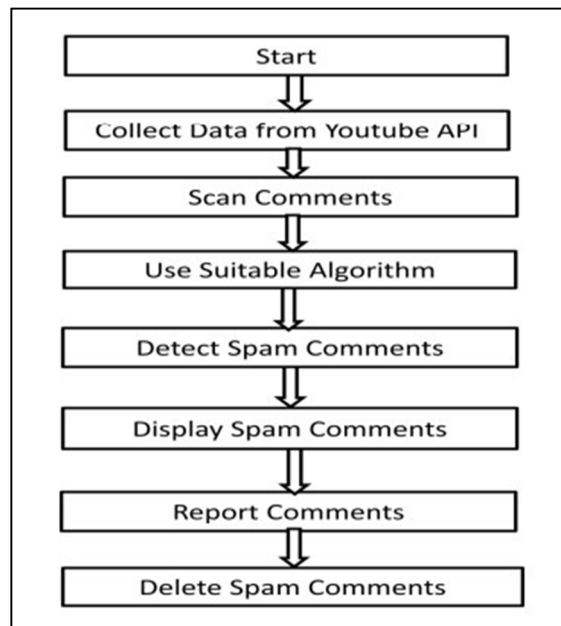 Start
Collect Data from Youtube API
Scan Comments
Use Suitable Algorithm
Detect Spam Comments
Display Spam Comments
Report Comments
Delete Spam Comments